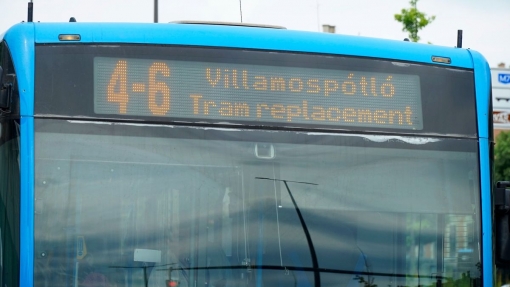 4-6
Villamospótló
Tram replacement